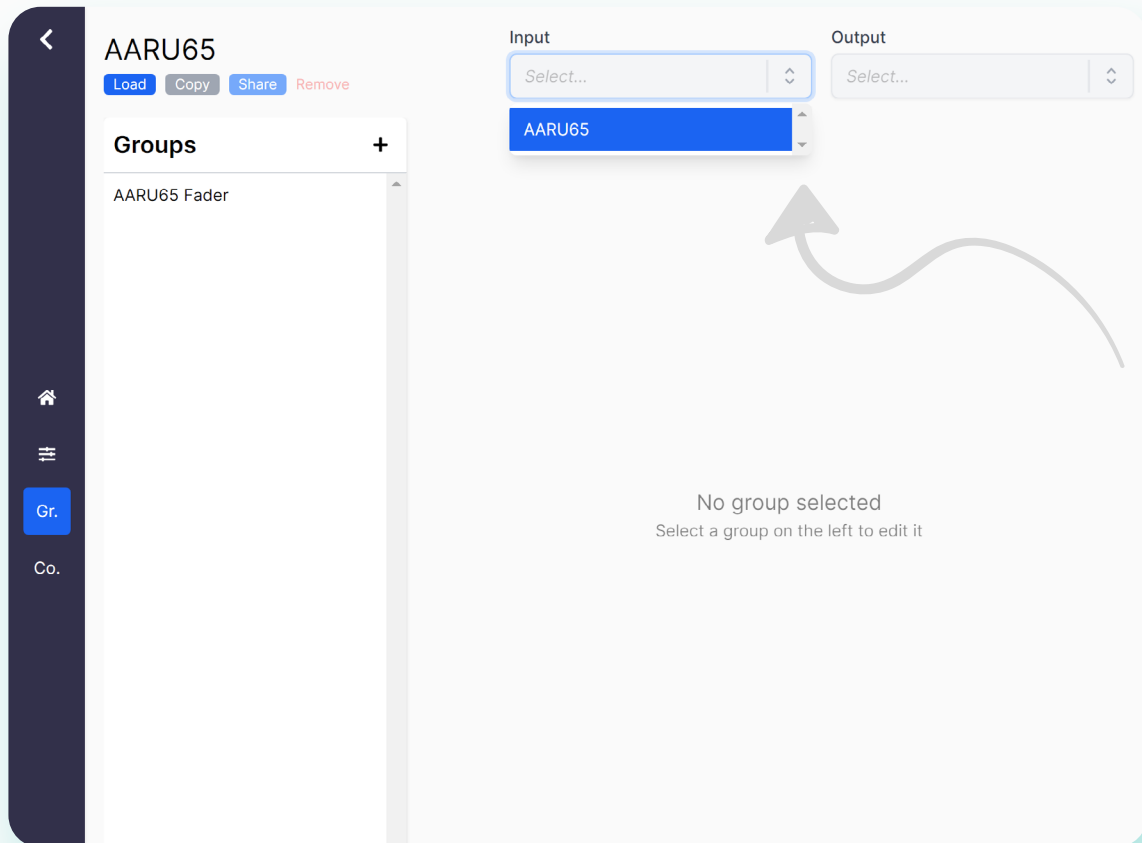 AARU65
Load Copy Share Remove
Groups +
AARU65 Fader
Gr.
Co.
Input
Select...
AARU65
Output
Select...
No group selected
Select a group on the left to edit it